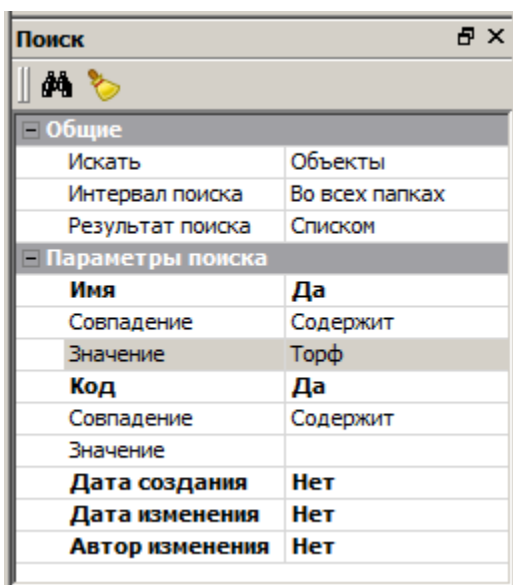 Поиск
Общие
Искать Объекты
Интервал поиска Во всех папках
Результат поиска Списком
Параметры поиска
Имя Да
Совпадение Содержит
Значение Торф
Код Да
Совпадение Содержит
Значение
Дата создания Нет
Дата изменения Нет
Автор изменения Нет